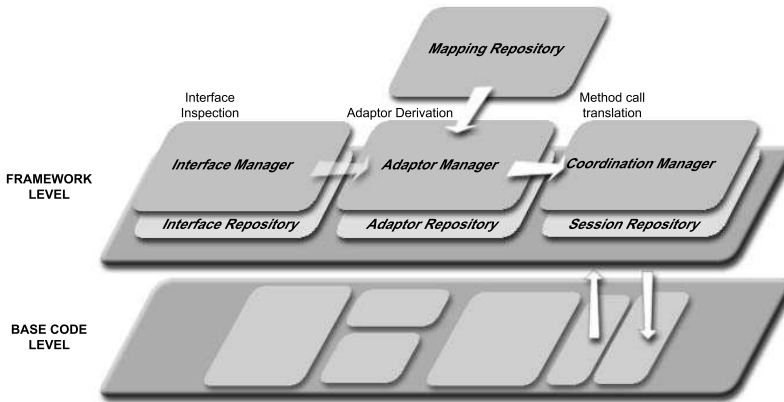 Mapping Repository
Interface
Inspection
Adaptor Derivation
Method call
translation
Interface Manager
Adaptor Manager
Coordination Manager
FRAMEWORK
LEVEL
Interface Repository
Adaptor Repository
Session Repository
BASE CODE
LEVEL